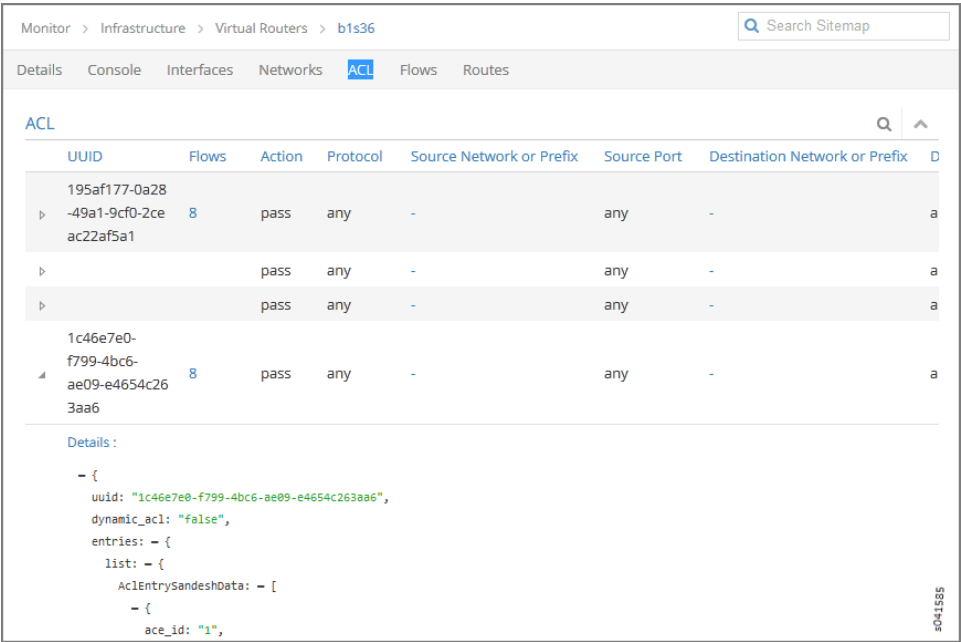 Monitor > Infrastructure > Virtual Routers > b1s36
Search Sitemap
Details Console Interfaces Networks ACL Flows Routes
ACL
UUID Flows Action Protocol Source Network or Prefix Source Port Destination Network or Prefix D
195af177-0a28
-49a1-9cf0-2ce 8 pass any - any - a
ac22af5a1
pass any - any - a
pass any - any - a
1c46e7e0-
f799-4bc6-
ae09-e4654c26 8 pass any - any - a
3aa6
Details :
– {
uuid: "1c46e7e0-f799-4bc6-ae09-e4654c263aa6",
dynamic_acl: "false",
entries: – {
list: – {
AclEntrySandeshData: – [
– {
ace_id: "1",
s041585